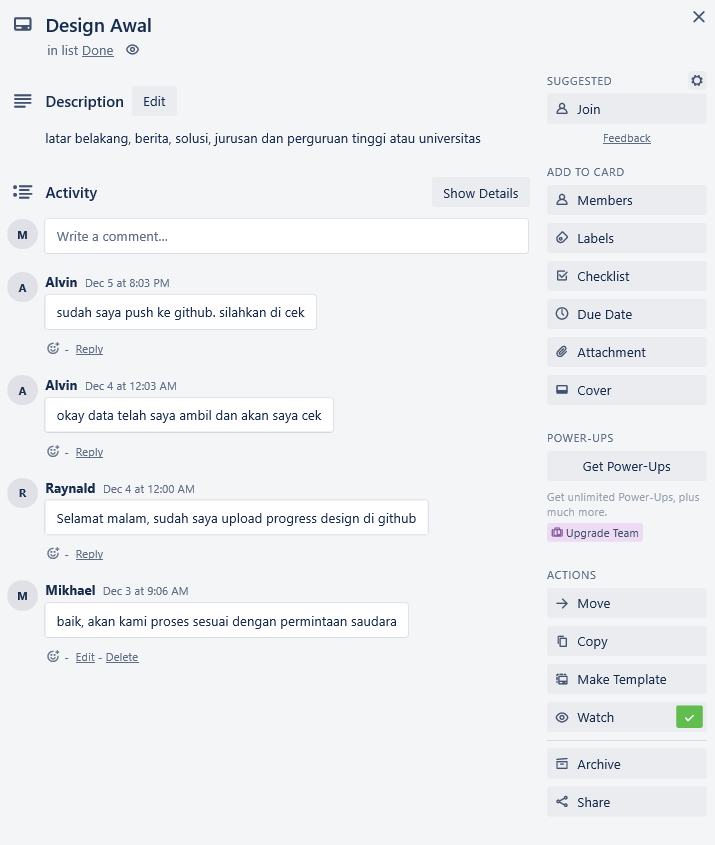 Design Awal
in list Done
Description Edit
latar belakang, berita, solusi, jurusan dan perguruan tinggi atau universitas
Activity Show Details
M Write a comment...
A Alvin Dec 5 at 8:03 PM
sudah saya push ke github. silahkan di cek
- Reply
A Alvin Dec 4 at 12:03 AM
okay data telah saya ambil dan akan saya cek
- Reply
R Raynald Dec 4 at 12:00 AM
Selamat malam, sudah saya upload progress design di github
- Reply
M Mikhael Dec 3 at 9:06 AM
baik, akan kami proses sesuai dengan permintaan saudara
- Edit - Delete
SUGGESTED
Join
Feedback
ADD TO CARD
Members
Labels
Checklist
Due Date
Attachment
Cover
POWER-UPS
Get Power-Ups
Get unlimited Power-Ups, plus
much more.
Upgrade Team
ACTIONS
Move
Copy
Make Template
Watch
Archive
Share